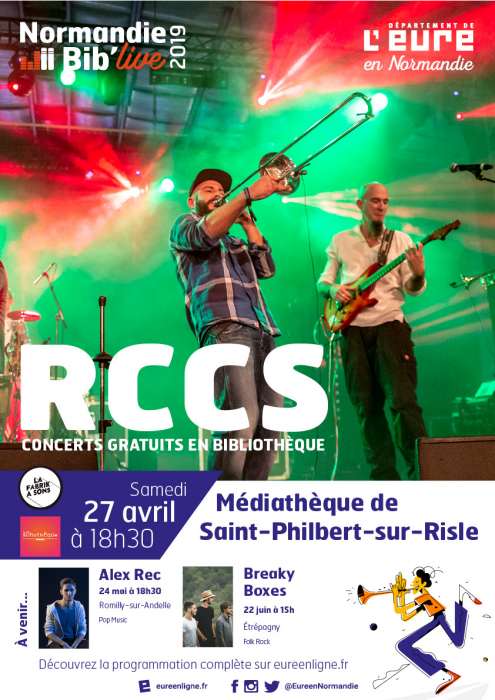 Normandie
Bib'live
2019
DÉPARTEMENT DE
L'EURE
en Normandie
RCCS
CONCERTS GRATUITS EN BIBLIOTHÈQUE
LA
FABRIK
À SONS
Samedi
27 avril
à 18h30
Médiathèque de
Saint-Philbert-sur-Risle
À venir...
Alex Rec
24 mai à 18h30
Romilly-sur-Andelle
Pop Music
Breaky
Boxes
22 juin à 15h
Étrépagny
Folk Rock
Découvrez la programmation complète sur eureenligne.fr
eureenligne.fr
@EureenNormandie